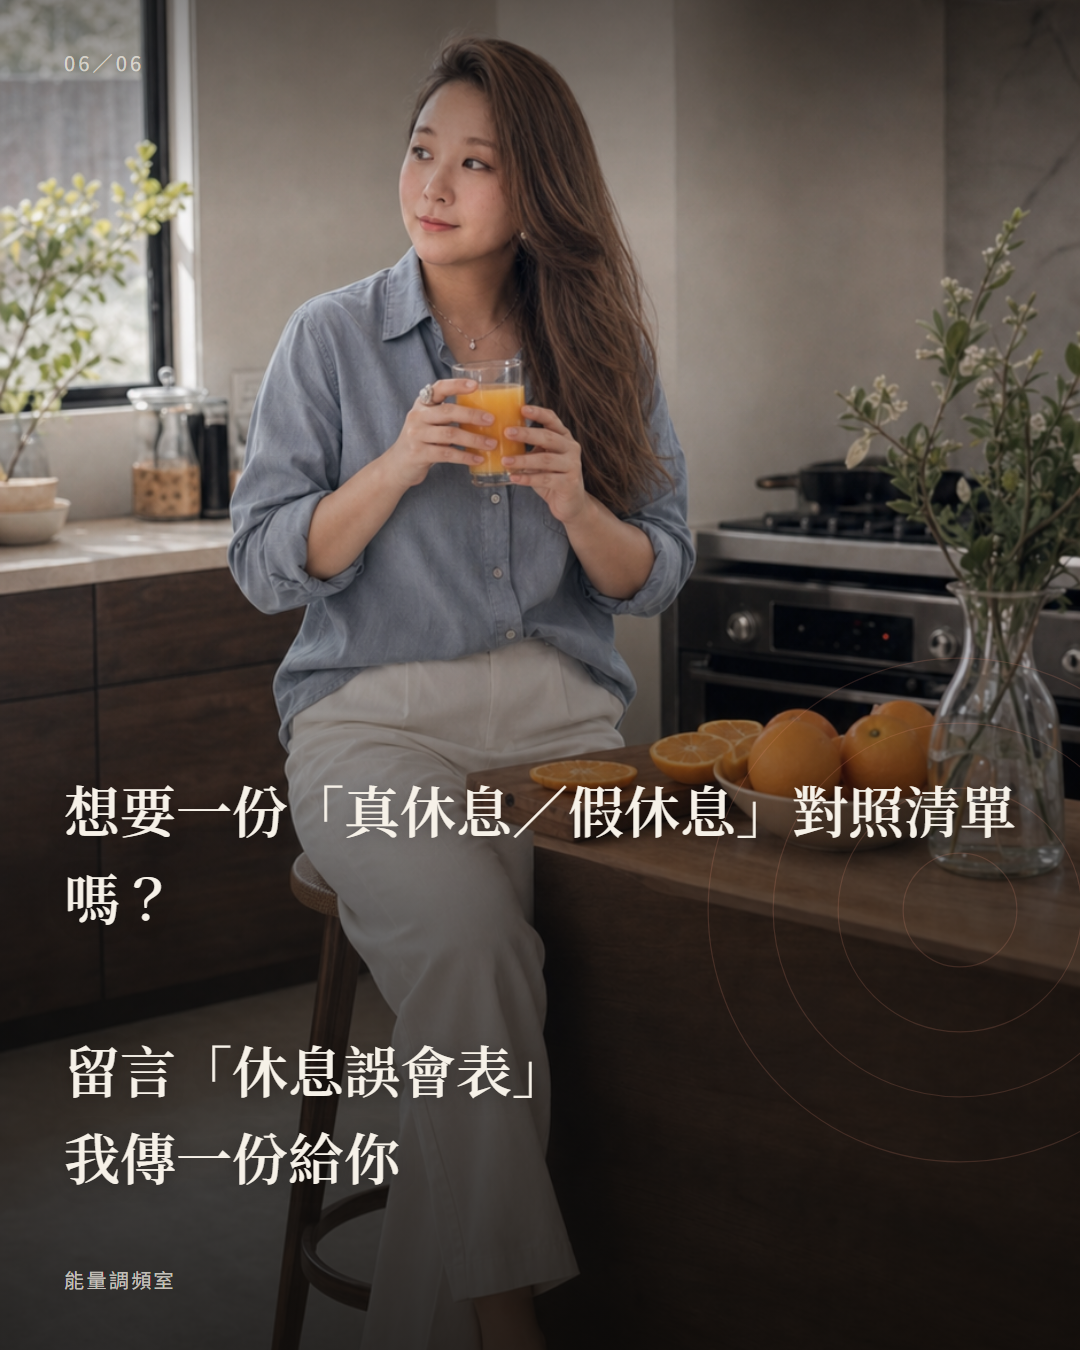 06／06
想要一份「真休息／假休息」對照清單
嗎？
留言「休息誤會表」
我傳一份給你
能量調頻室